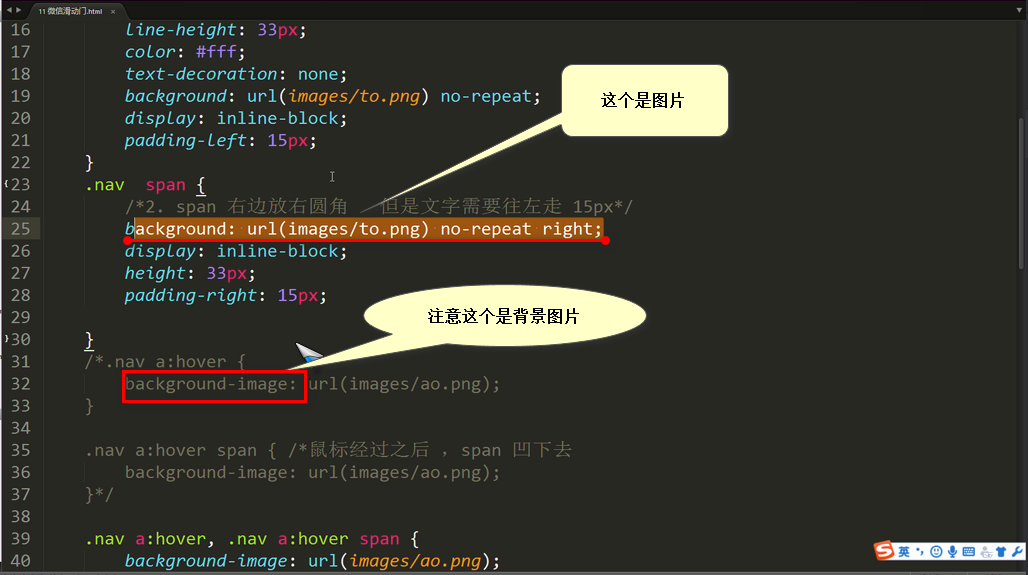 11 微信滑动门.html ×
16 line-height: 33px;
17 color: #fff;
18 text-decoration: none;
19 background: url(images/to.png) no-repeat;
20 display: inline-block;
21 padding-left: 15px;
22 }
这个是图片
23 .nav  span {
24 /*2. span 右边放右圆角   但是文字需要往左走 15px*/
25 background: url(images/to.png) no-repeat right;
26 display: inline-block;
27 height: 33px;
28 padding-right: 15px;
29
注意这个是背景图片
30 }
31 /*.nav a:hover {
32 background-image: url(images/ao.png);
33 }
34
35 .nav a:hover span { /*鼠标经过之后 ，span 凹下去
36 background-image: url(images/ao.png);
37 }*/
38
39 .nav a:hover, .nav a:hover span {
40 background-image: url(images/ao.png);
S 英